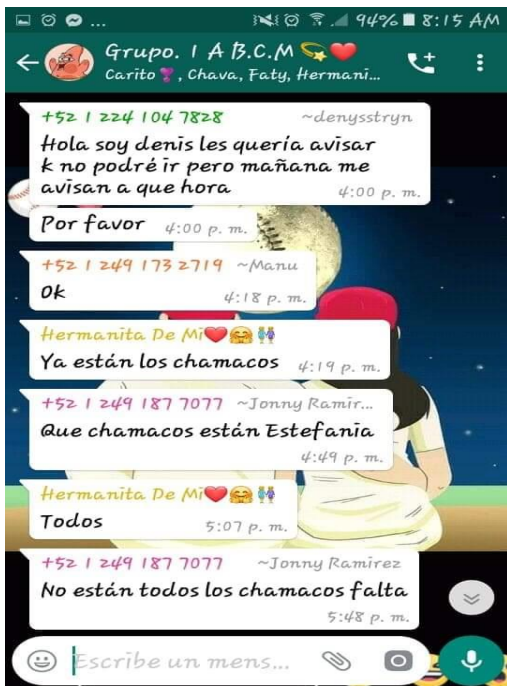 ... 94% 8:15 AM
Grupo. 1 A B.C.M
Carito, Chava, Faty, Hermani...
+52 1 224 104 7828 ~denysstryn
Hola soy denis les quería avisar
k no podré ir pero mañana me
avisan a que hora 4:00 p. m.
Por favor 4:00 p. m.
+52 1 249 173 2719 ~Manu
Ok 4:18 p. m.
Hermanita De Mi
Ya están los chamacos 4:19 p. m.
+52 1 249 187 7077 ~Jonny Ramir...
Que chamacos están Estefania
4:49 p. m.
Hermanita De Mi
Todos 5:07 p. m.
+52 1 249 187 7077 ~Jonny Ramirez
No están todos los chamacos falta
5:48 p. m.
Escribe un mens...